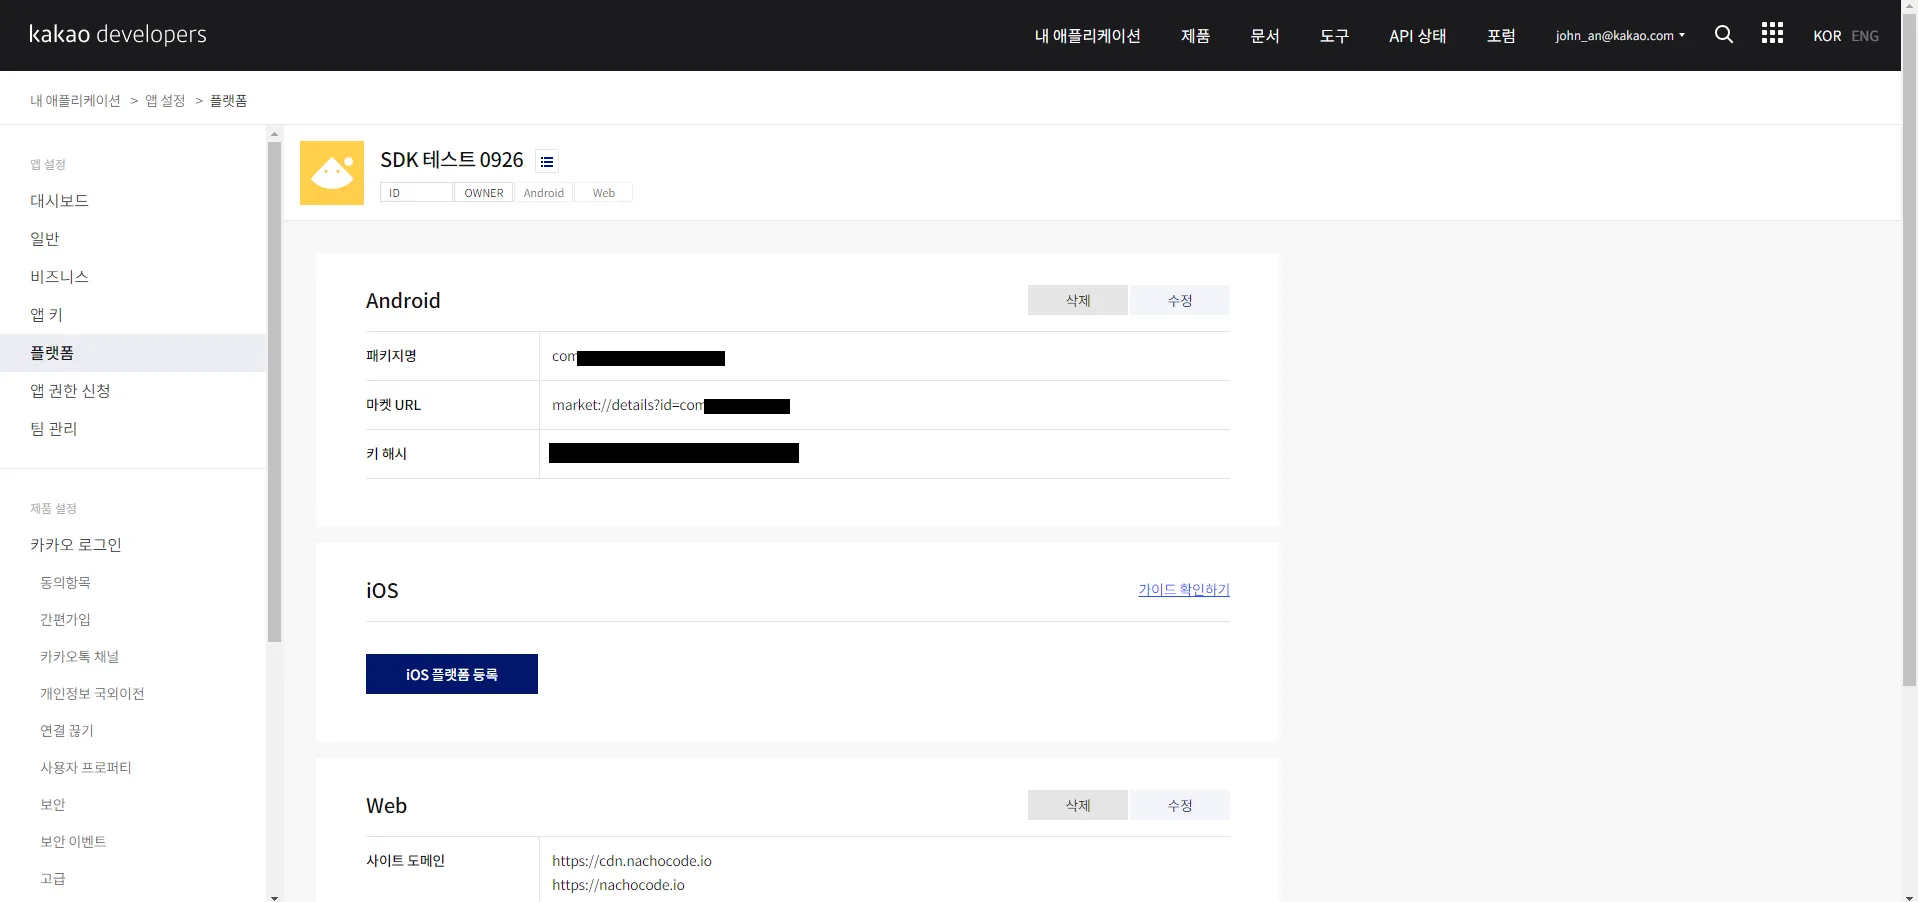 kakao developers
내 애플리케이션 제품 문서 도구 API 상태 포럼 john_an@kakao.com KOR ENG
내 애플리케이션 > 앱 설정 > 플랫폼
앱 설정
대시보드
일반
비즈니스
앱 키
플랫폼
앱 권한 신청
팀 관리
제품 설정
카카오 로그인
동의항목
간편가입
카카오톡 채널
개인정보 국외이전
연결 끊기
사용자 프로퍼티
보안
보안 이벤트
고급
SDK 테스트 0926
ID OWNER Android Web
Android 삭제 수정
패키지명 com
마켓 URL market://details?id=com
키 해시
iOS 가이드 확인하기
iOS 플랫폼 등록
Web 삭제 수정
사이트 도메인 https://cdn.nachocode.io
https://nachocode.io